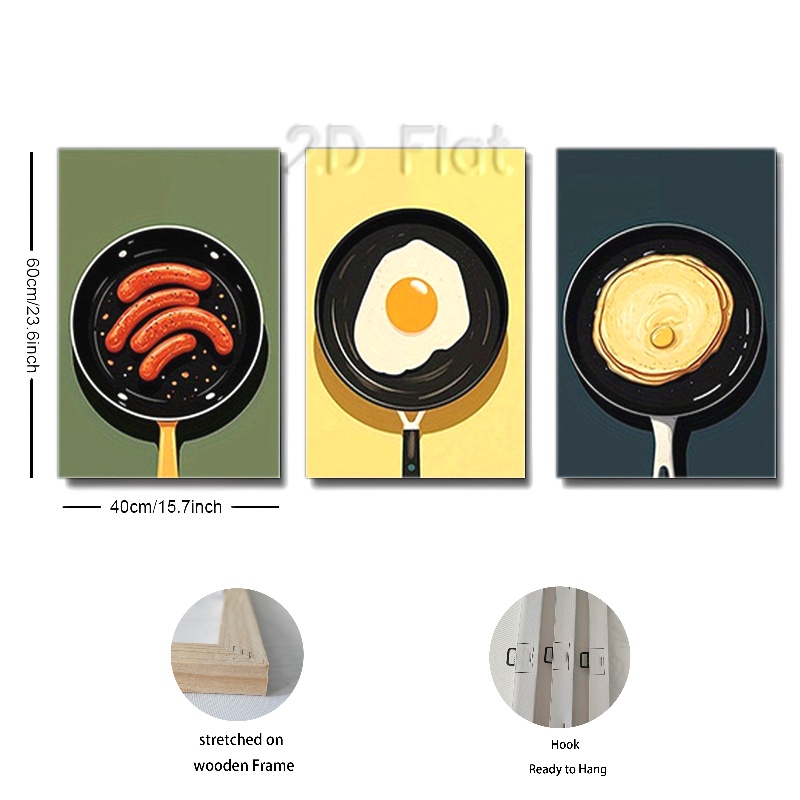 2D Flat
60cm/23.6inch
40cm/15.7inch
stretched on
wooden Frame
Hook
Ready to Hang